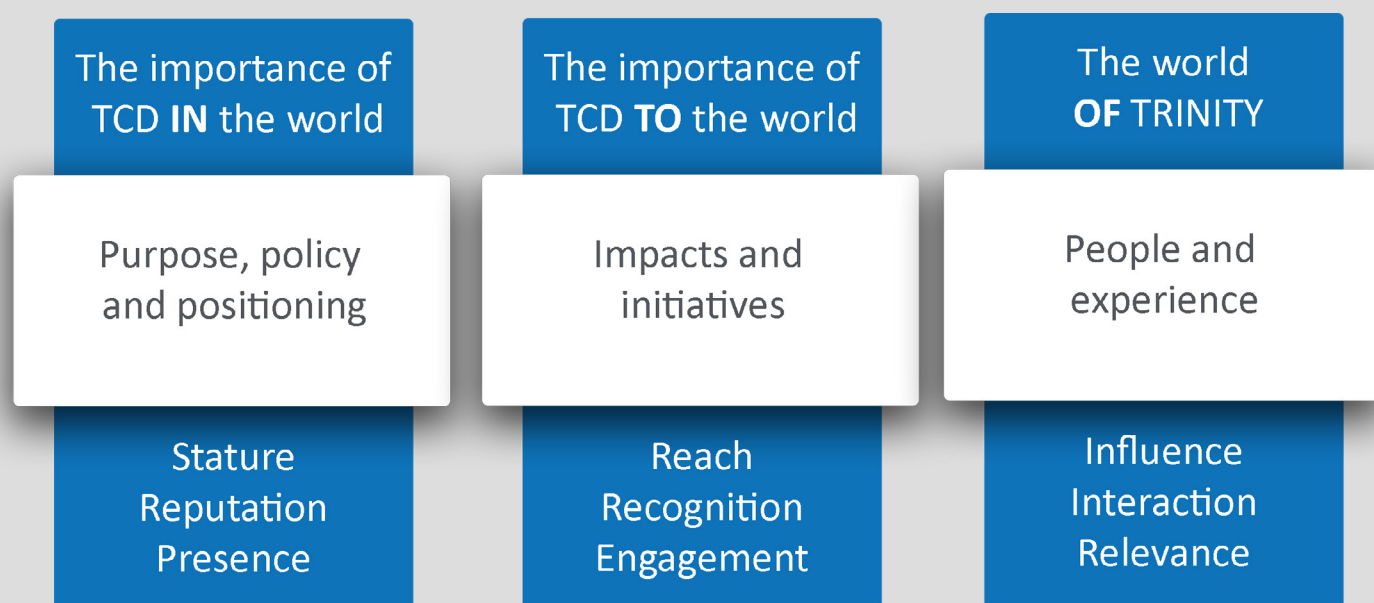 The importance of
TCD IN the world
Purpose, policy
and positioning
Stature
Reputation
Presence
The importance of
TCD TO the world
Impacts and
initiatives
Reach
Recognition
Engagement
The world
OF TRINITY
People and
experience
Influence
Interaction
Relevance